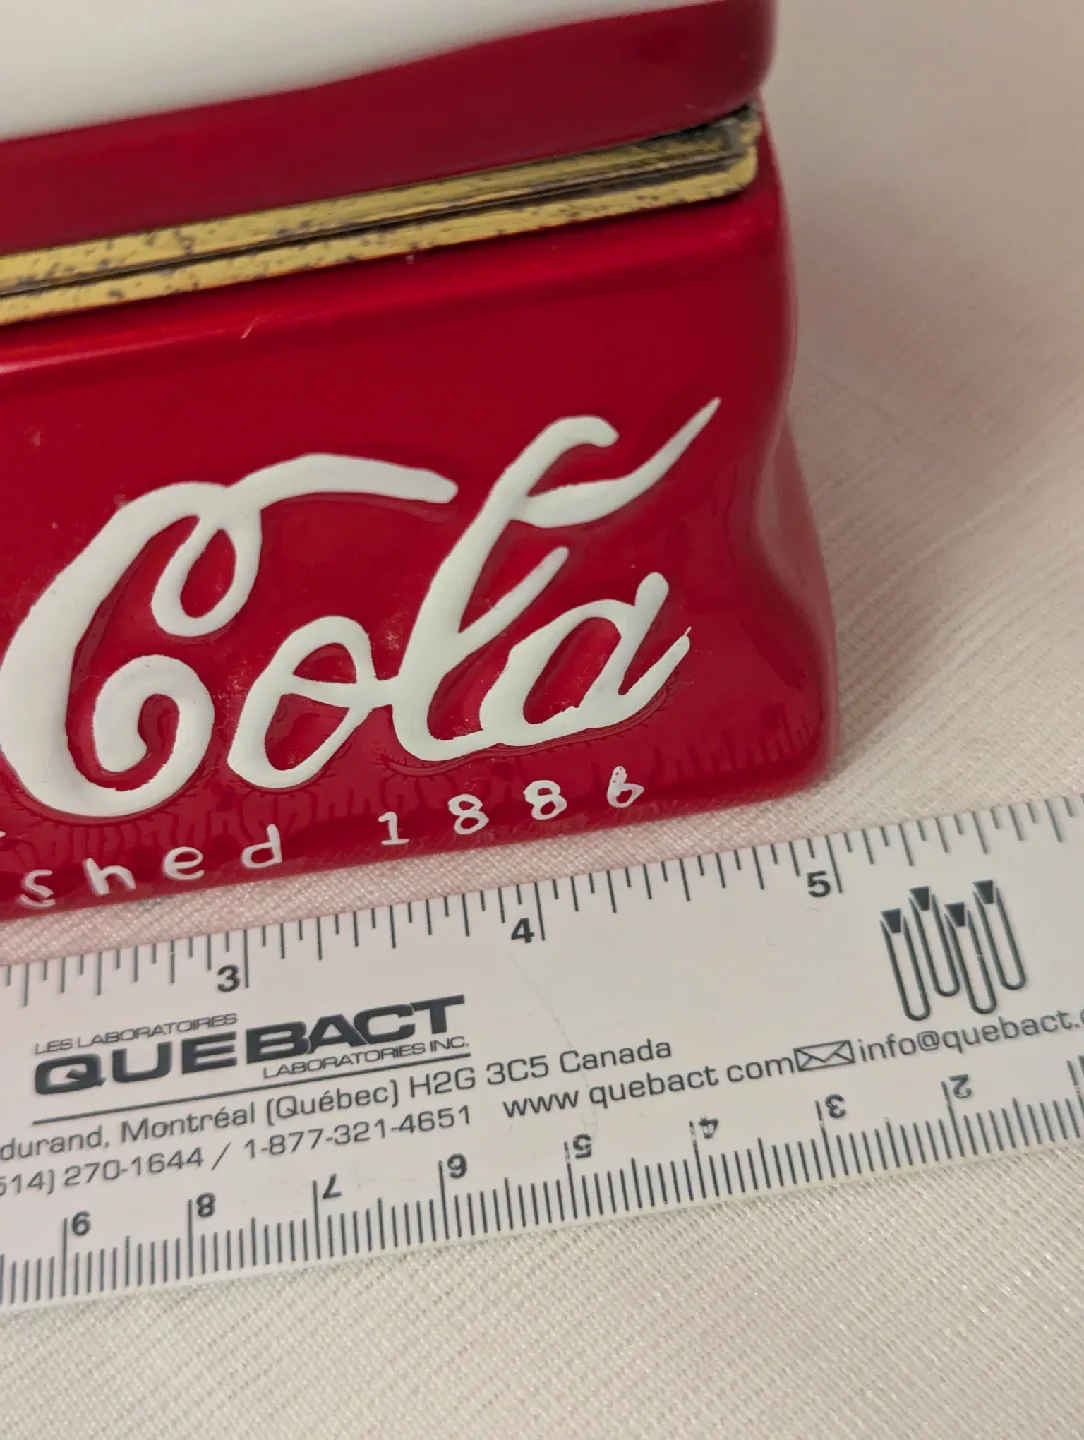 Cola
shed 1886
3 4 5
LES LABORATOIRES
QUEBACT
LABORATORIES INC.
durand, Montréal (Québec) H2G 3C5 Canada
514) 270-1644 / 1-877-321-4651 www quebact com info@quebact.c
9 8 7 6 5 4 3 2